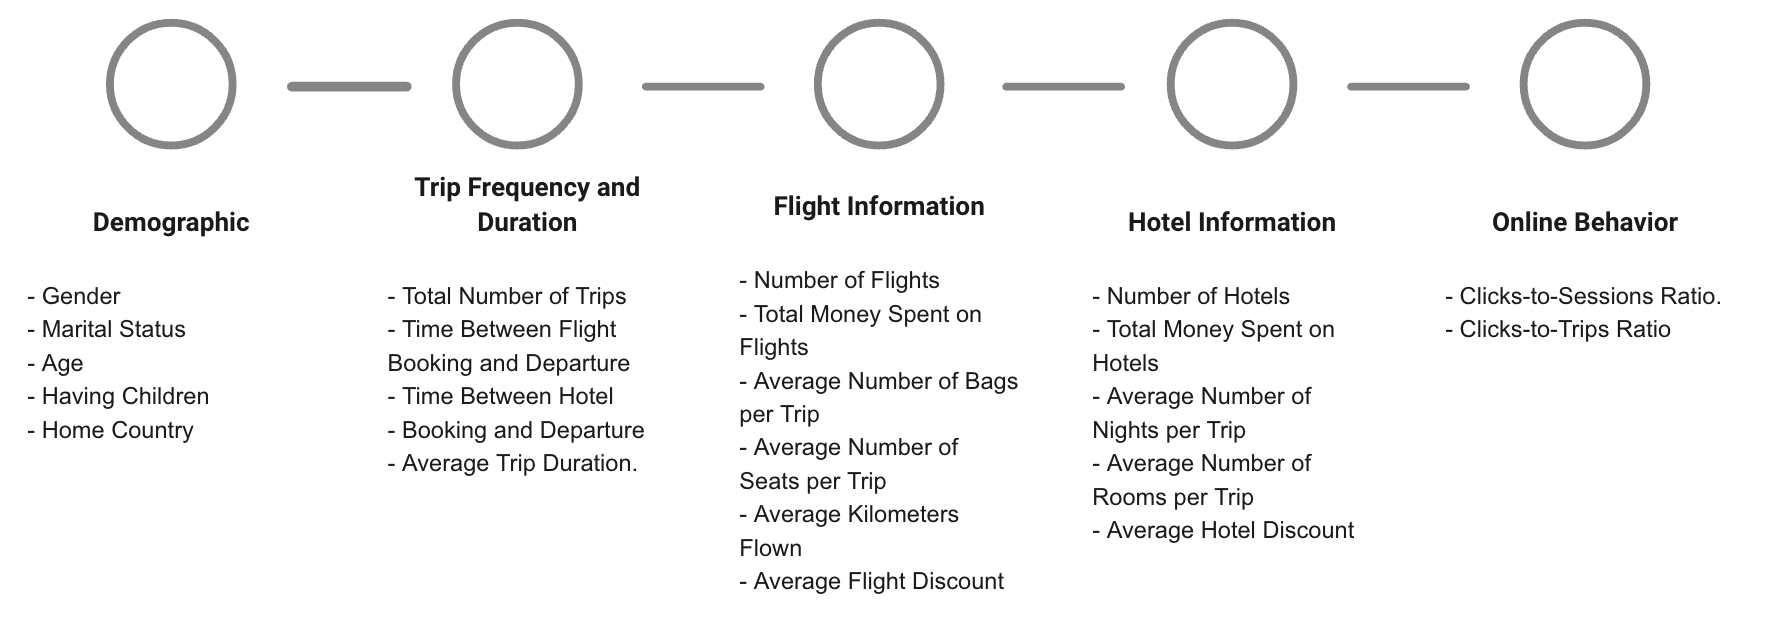 Demographic
- Gender
- Marital Status
- Age
- Having Children
- Home Country
Trip Frequency and
Duration
- Total Number of Trips
- Time Between Flight
Booking and Departure
- Time Between Hotel
- Booking and Departure
- Average Trip Duration.
Flight Information
- Number of Flights
- Total Money Spent on
Flights
- Average Number of Bags
per Trip
- Average Number of
Seats per Trip
- Average Kilometers
Flown
- Average Flight Discount
Hotel Information
- Number of Hotels
- Total Money Spent on
Hotels
- Average Number of
Nights per Trip
- Average Number of
Rooms per Trip
- Average Hotel Discount
Online Behavior
- Clicks-to-Sessions Ratio.
- Clicks-to-Trips Ratio